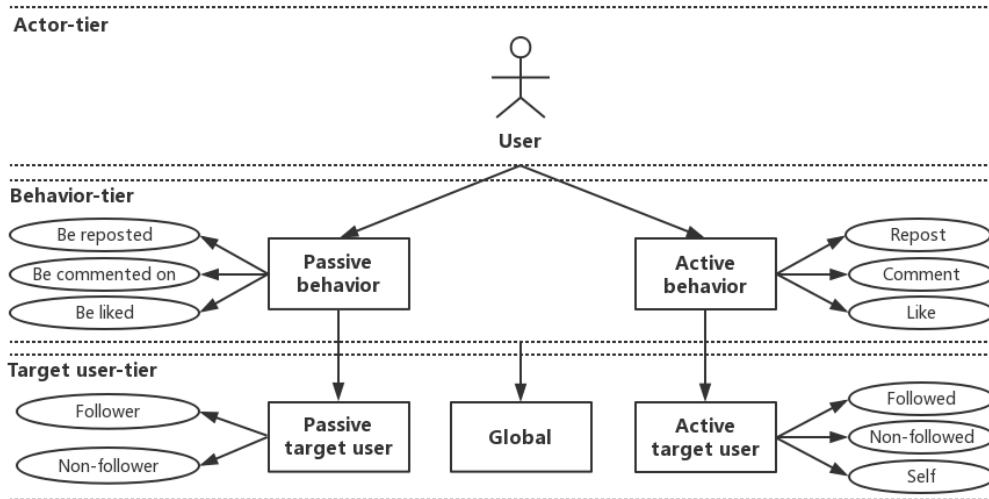 Actor-tier
User
Behavior-tier
Be reposted
Be commented on
Be liked
Passive
behavior
Active
behavior
Repost
Comment
Like
Target user-tier
Follower
Non-follower
Passive
target user
Global
Active
target user
Followed
Non-followed
Self